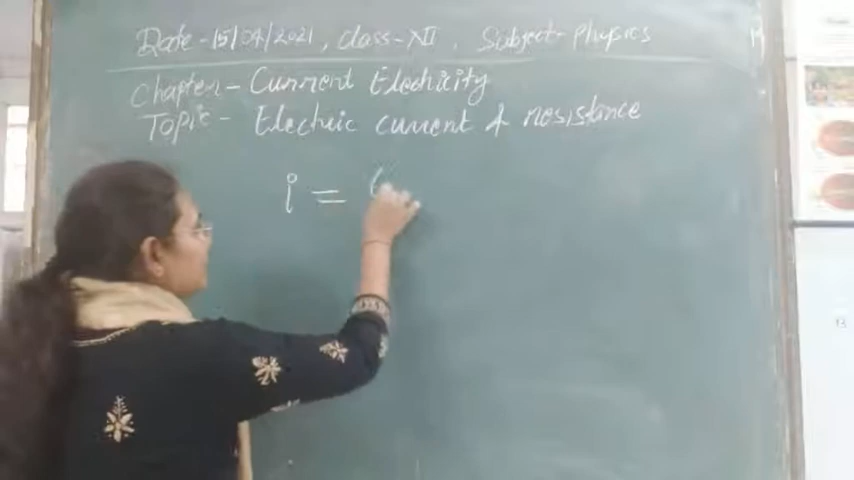 Date - 15/04/2021, class - XII, Subject - Physics
Chapter - Current Electricity
Topic - Electric current & resistance
i =